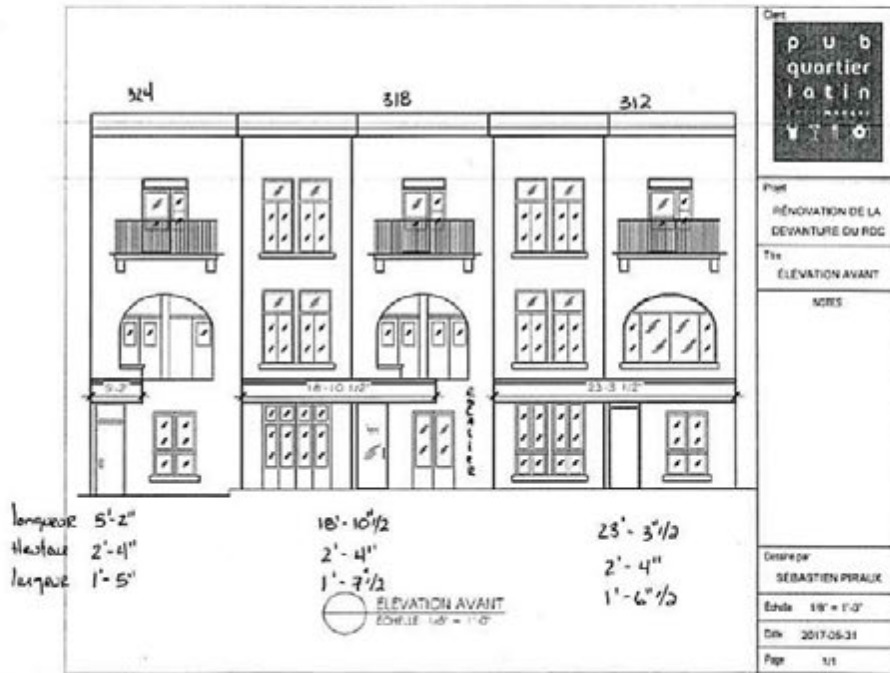 324
318
312
5'-2"
18'-10 1/2"
23'-3 1/2"
ESCALIER
longueur 5'-2"
Hauteur 2'-4"
largeur 1'-5"
18'-10" 1/2
2'-4"
1'-7" 1/2
23'-3" 1/2
2'-4"
1'-6" 1/2
ÉLÉVATION AVANT
ÉCHELLE: 1/8" = 1'-0"
Client
pub
quartier
latin
Projet
RÉNOVATION DE LA
DEVANTURE DU RDC
Titre
ÉLÉVATION AVANT
NOTES
Dessiné par
SÉBASTIEN PIRAUX
Échelle 1/8" = 1'-0"
Date 2017-05-31
Page 1/1